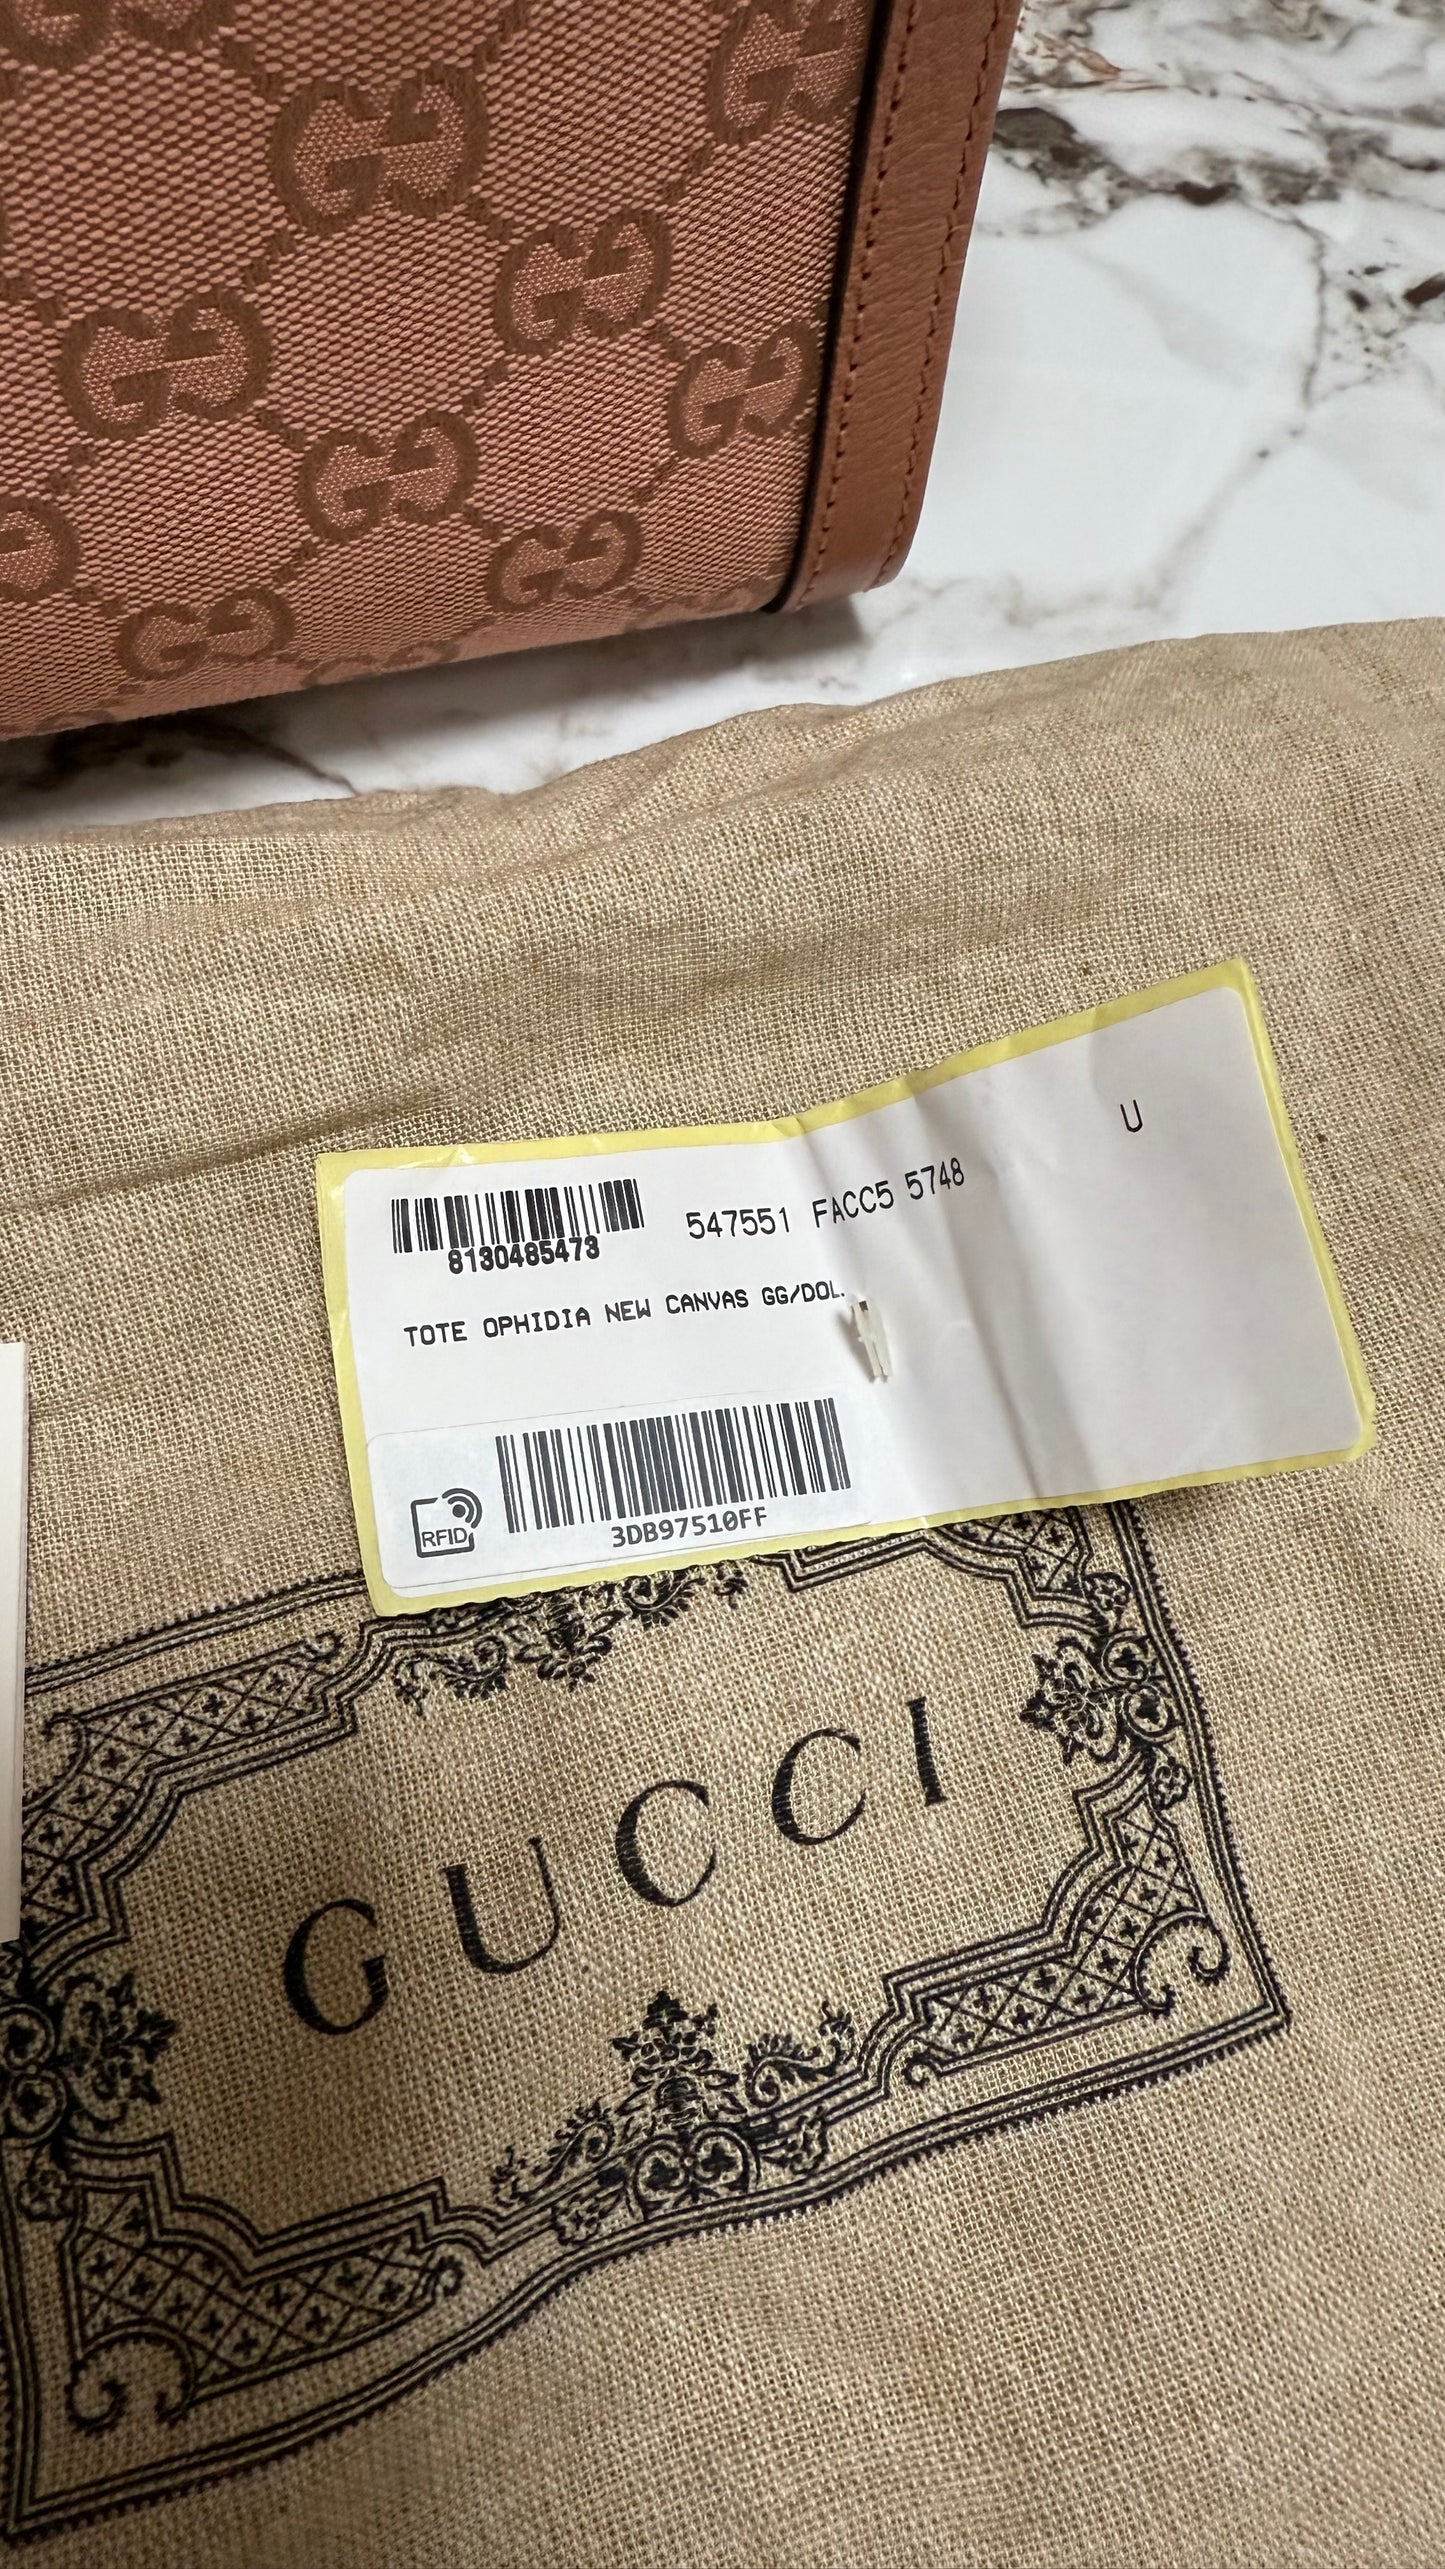 547551 FACC5 5748
U
8130485473
TOTE OPHIDIA NEW CANVAS GG/DOL.
RFID
3DB97510FF
GUCCI